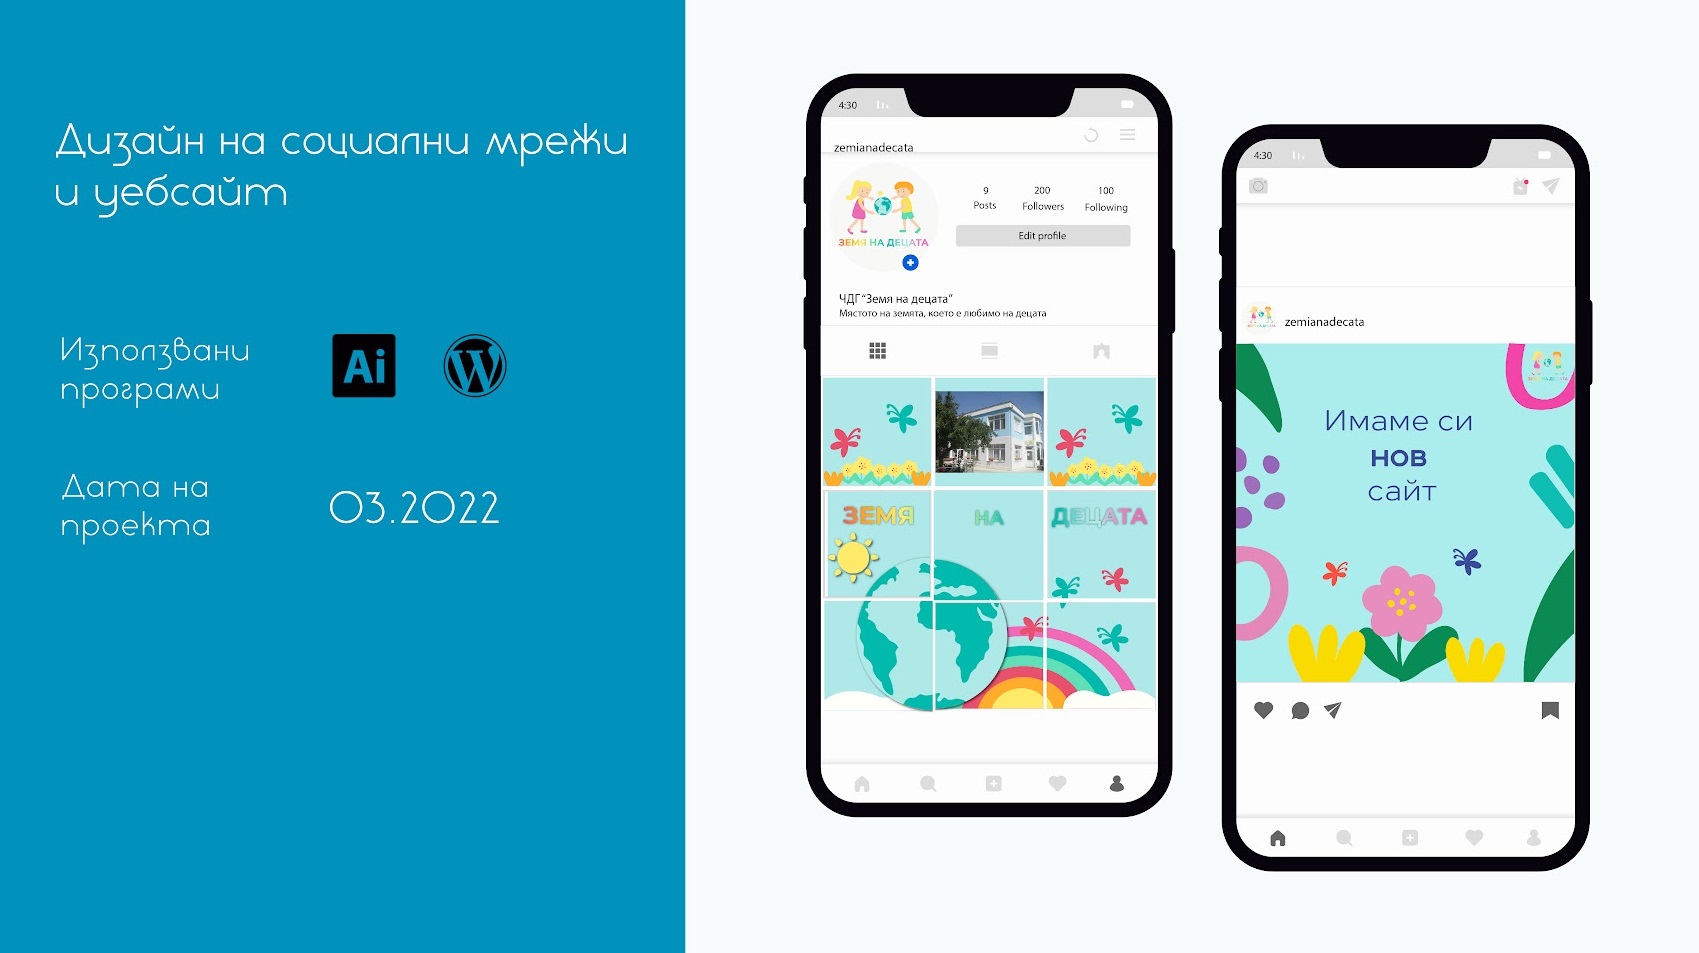 Дизайн на социални мрежи
и уебсайт
Използвани
програми
Ai
W
Дата на
проекта
03.2022
4:30
zemianadecata
ЗЕМЯ НА ДЕЦАТА
9
Posts
200
Followers
100
Following
Edit profile
ЧДГ“Земя на децата“
Мястото на земята, което е любимо на децата
ЗЕМЯ НА ДЕЦАТА
4:30
zemianadecata
Имаме си
нов
сайт